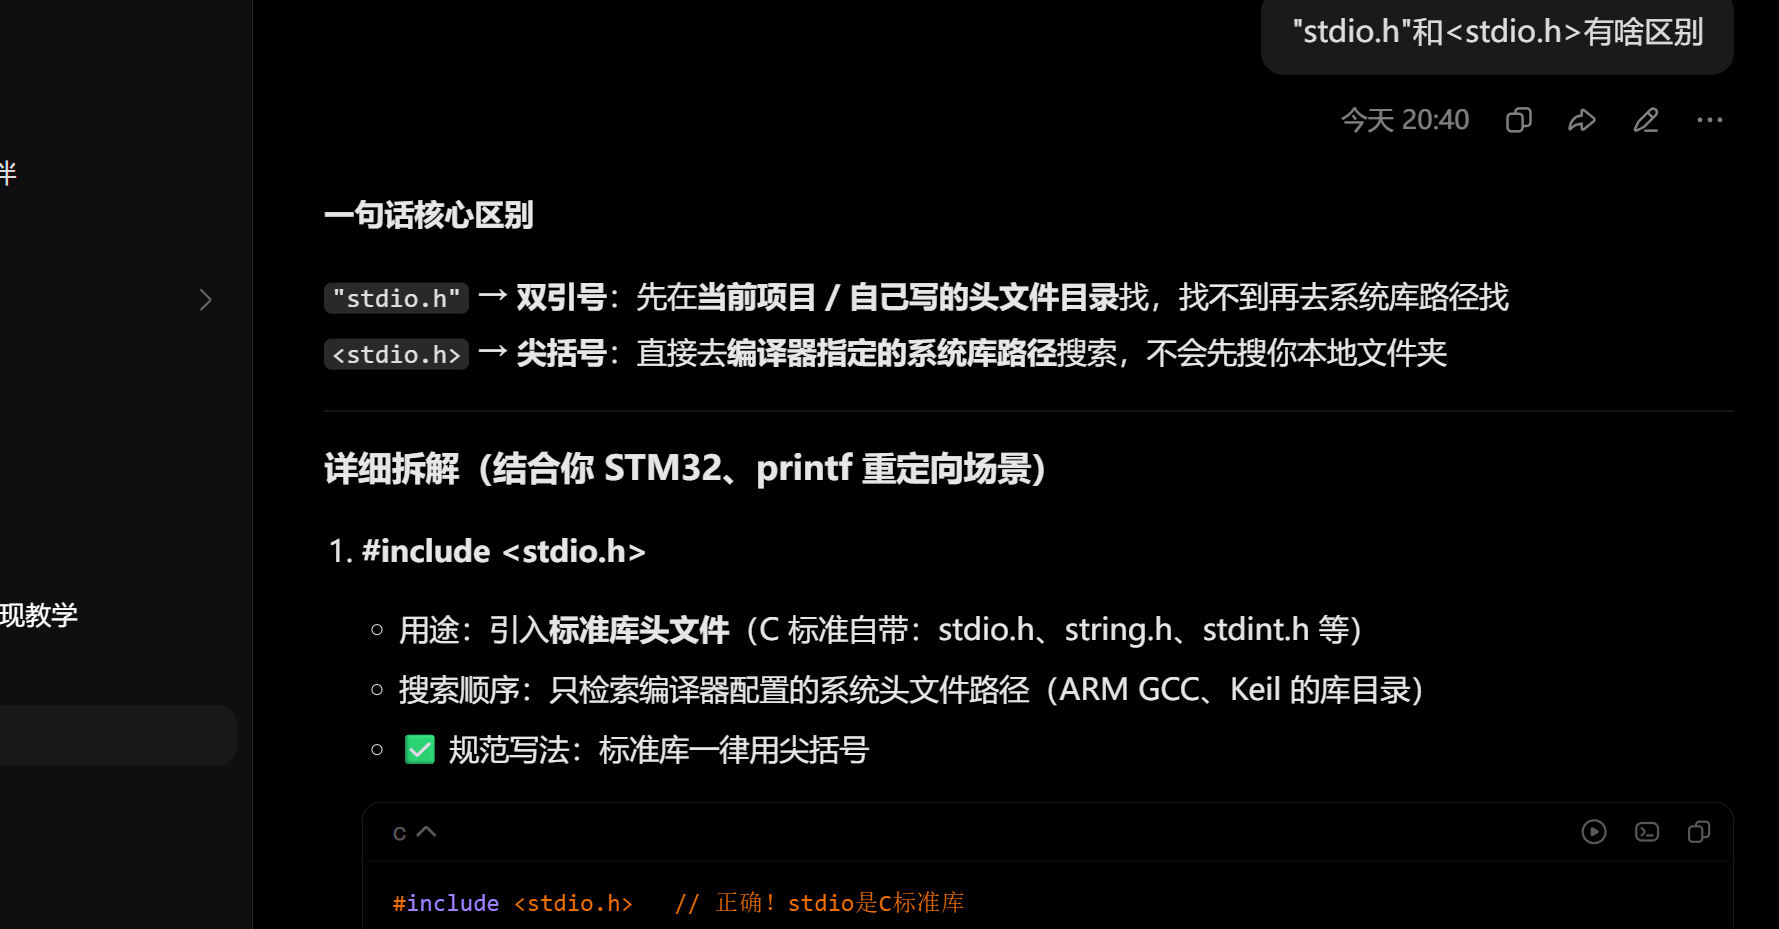 "stdio.h"和<stdio.h>有啥区别
今天 20:40
伴
一句话核心区别
"stdio.h" → 双引号：先在当前项目 / 自己写的头文件目录找，找不到再去系统库路径找
<stdio.h> → 尖括号：直接去编译器指定的系统库路径搜索，不会先搜你本地文件夹
详细拆解（结合你 STM32、printf 重定向场景）
1. #include <stdio.h>
现教学
用途：引入标准库头文件（C 标准自带：stdio.h、string.h、stdint.h 等）
搜索顺序：只检索编译器配置的系统头文件路径（ARM GCC、Keil 的库目录）
✅ 规范写法：标准库一律用尖括号
c
#include <stdio.h>   // 正确！stdio是C标准库